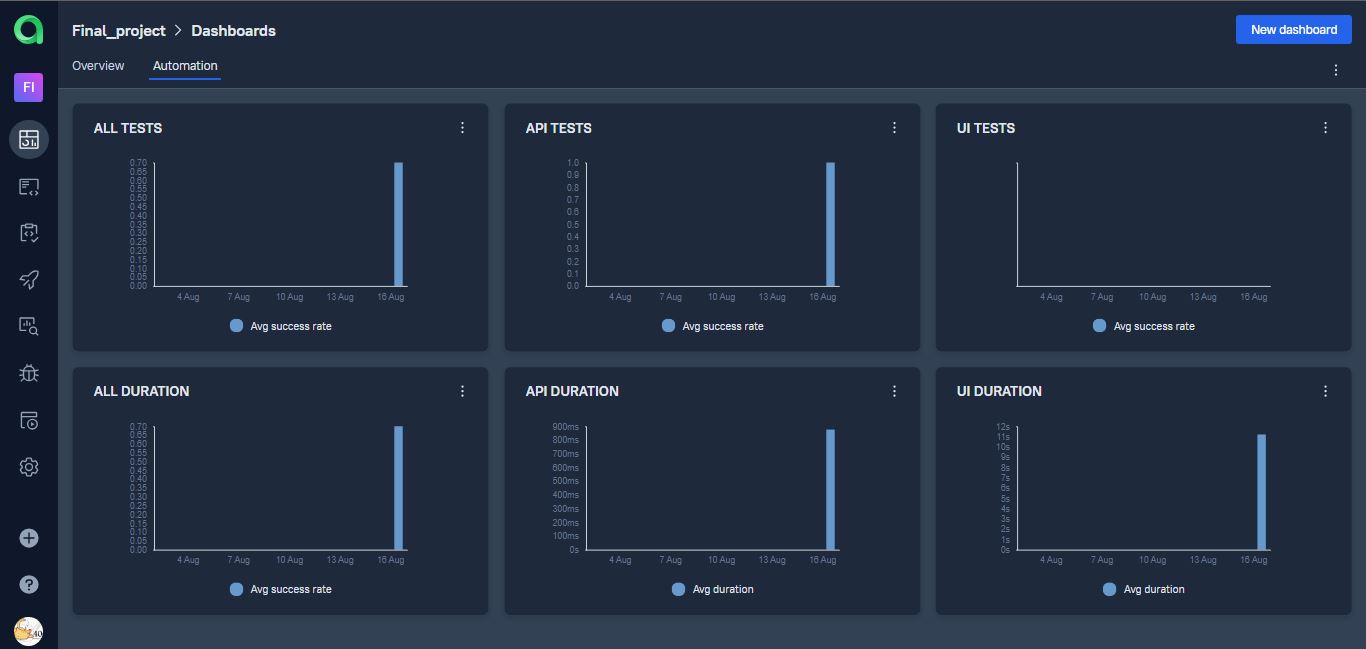 Final_project > Dashboards
New dashboard
Overview
Automation
FI
ALL TESTS
0.70
0.65
0.60
0.55
0.50
0.45
0.40
0.35
0.30
0.25
0.20
0.15
0.10
0.05
0.00
4 Aug 7 Aug 10 Aug 13 Aug 16 Aug
Avg success rate
API TESTS
1.0
0.9
0.8
0.7
0.6
0.5
0.4
0.3
0.2
0.1
0.0
4 Aug 7 Aug 10 Aug 13 Aug 16 Aug
Avg success rate
UI TESTS
4 Aug 7 Aug 10 Aug 13 Aug 16 Aug
Avg success rate
ALL DURATION
0.70
0.65
0.60
0.55
0.50
0.45
0.40
0.35
0.30
0.25
0.20
0.15
0.10
0.05
0.00
4 Aug 7 Aug 10 Aug 13 Aug 16 Aug
Avg success rate
API DURATION
900ms
800ms
700ms
600ms
500ms
400ms
300ms
200ms
100ms
0s
4 Aug 7 Aug 10 Aug 13 Aug 16 Aug
Avg duration
UI DURATION
12s
11s
10s
9s
8s
7s
6s
5s
4s
3s
2s
1s
0s
4 Aug 7 Aug 10 Aug 13 Aug 16 Aug
Avg duration
40